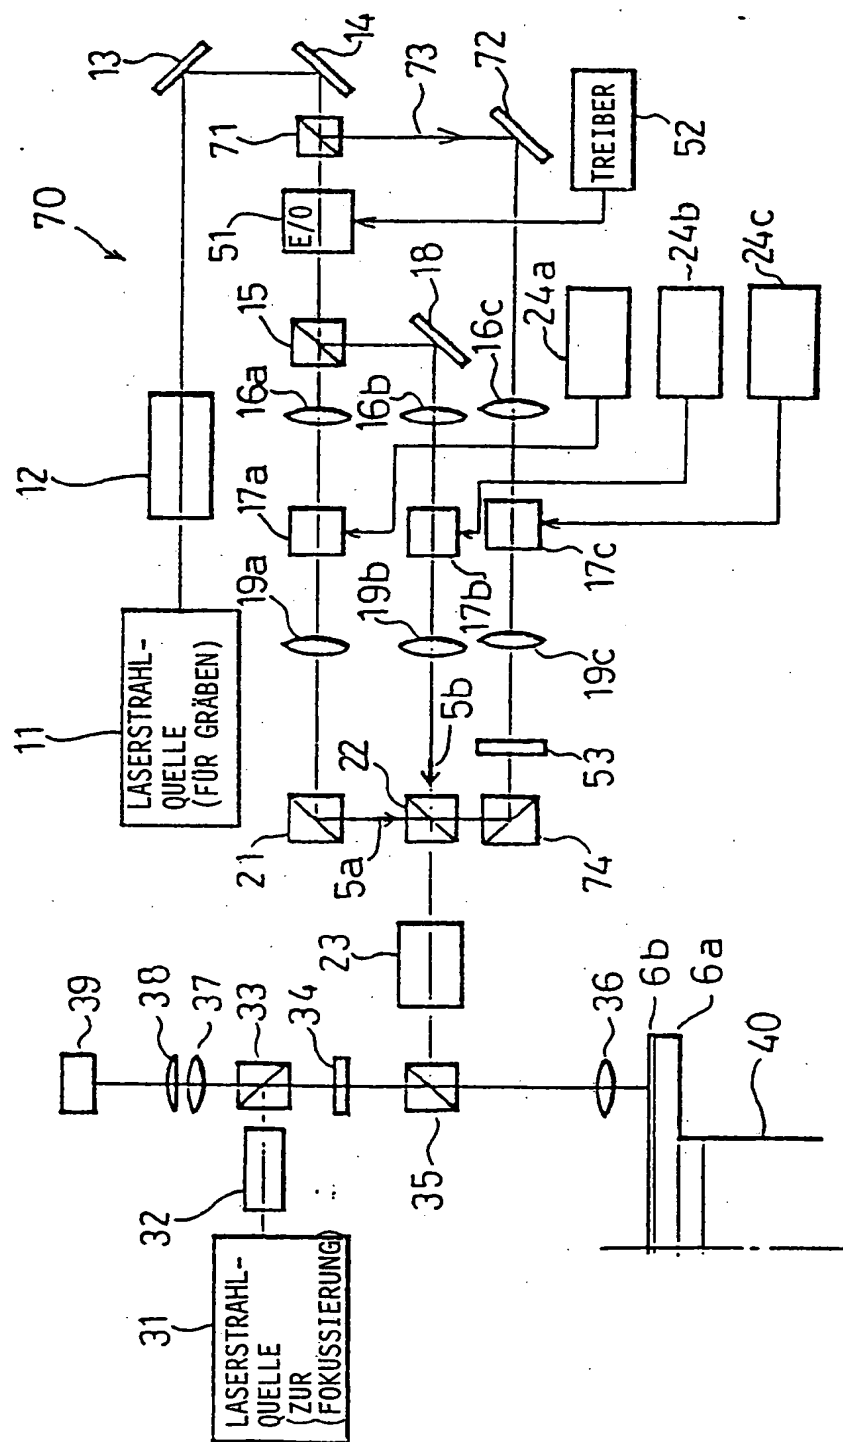 70
11
LASERSTRAHL-
QUELLE
(FÜR GRÄBEN)
12
13
14
71
73
72
TREIBER
52
51
E/O
15
18
16a
16b
16c
24a
24b
24c
17a
17b
17c
19a
19b
19c
53
5b
5a
21
22
74
23
39
38
37
33
34
35
32
31
LASERSTRAHL-
QUELLE
(ZUR
(FOKUSSIERUNG)
36
6b
6a
40